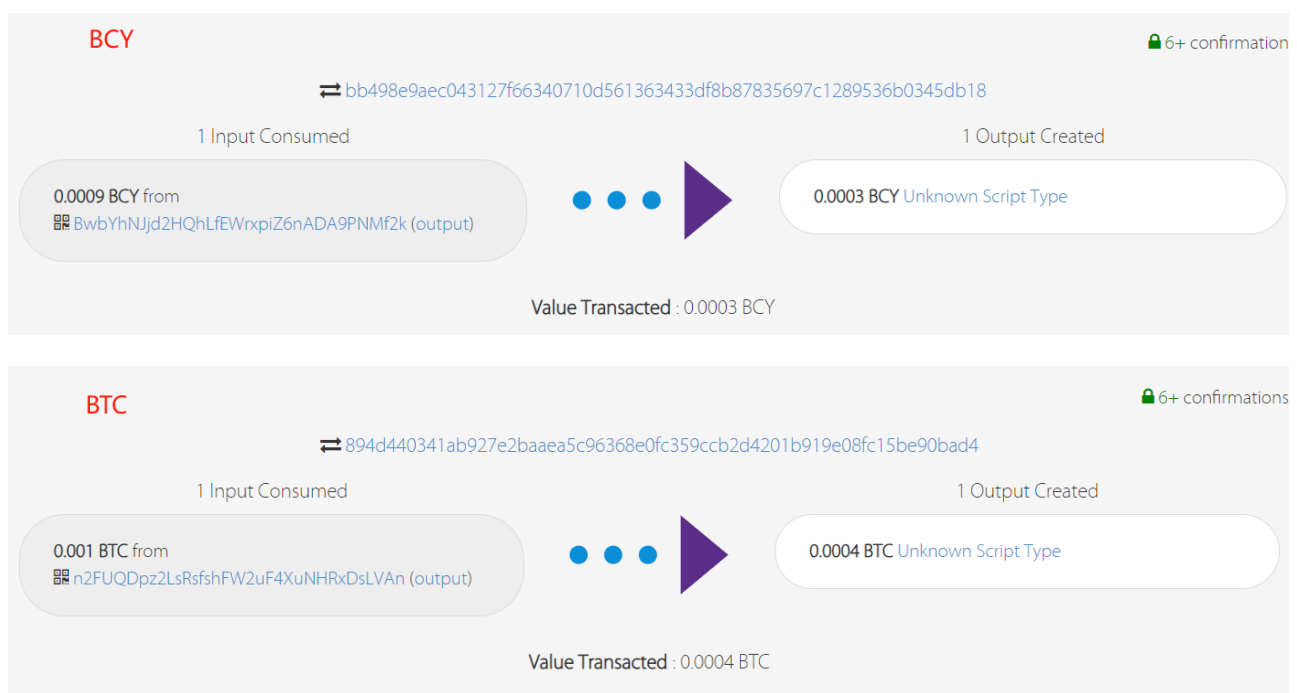 BCY
6+ confirmation
bb498e9aec043127f66340710d561363433df8b87835697c1289536b0345db18
1 Input Consumed
1 Output Created
0.0009 BCY from
BwbYhNJjd2HQhLfEWrxpiZ6nADA9PNMf2k (output)
0.0003 BCY Unknown Script Type
Value Transacted : 0.0003 BCY
BTC
6+ confirmations
894d440341ab927e2baaea5c96368e0fc359ccb2d4201b919e08fc15be90bad4
1 Input Consumed
1 Output Created
0.001 BTC from
n2FUQDpz2LsRsfshFW2uF4XuNHRxDsLVAn (output)
0.0004 BTC Unknown Script Type
Value Transacted : 0.0004 BTC